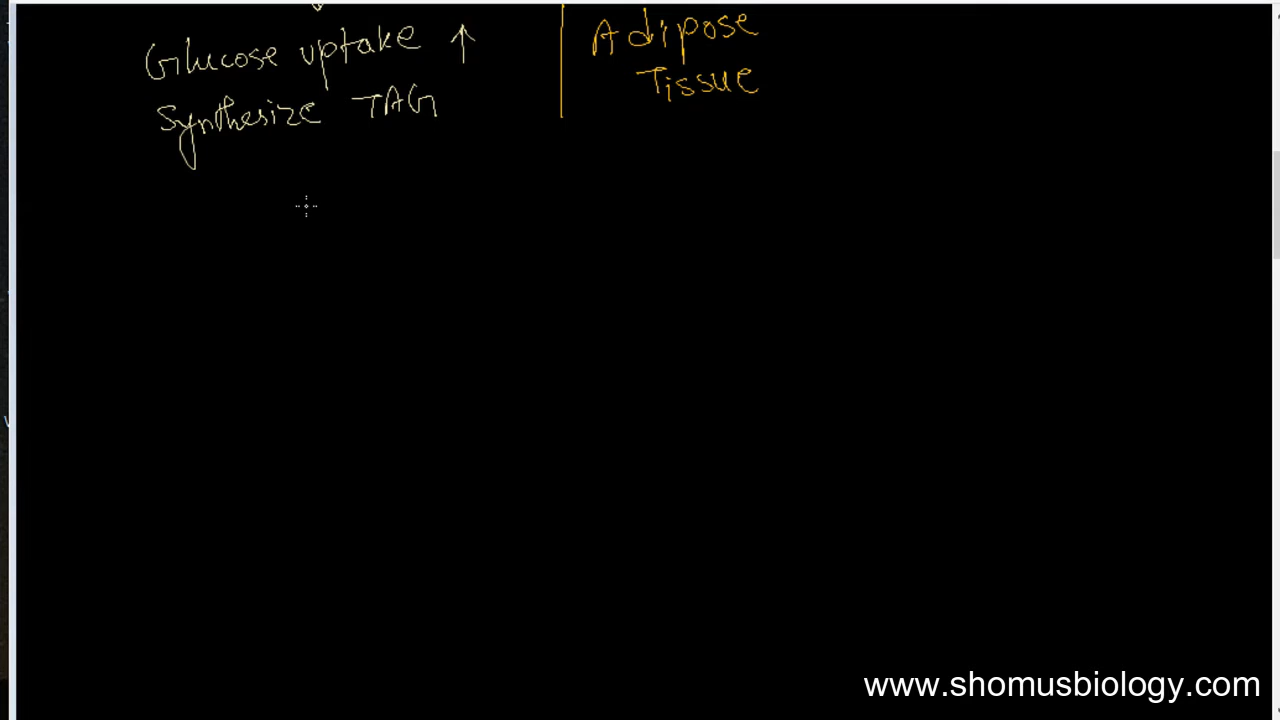 Glucose uptake ↑
Synthesize TAG
Adipose
Tissue
www.shomusbiology.com